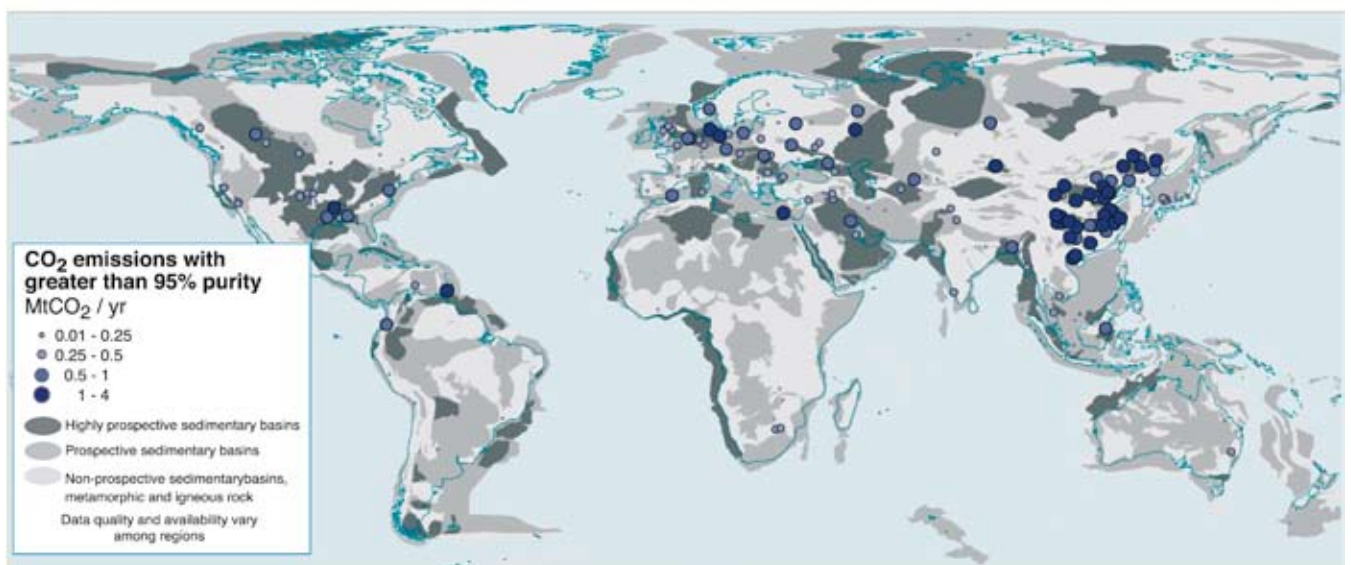 CO₂ emissions with
greater than 95% purity
MtCO₂ / yr
0.01 - 0.25
0.25 - 0.5
0.5 - 1
1 - 4
Highly prospective sedimentary basins
Prospective sedimentary basins
Non-prospective sedimentarybasins,
metamorphic and igneous rock
Data quality and availability vary
among regions